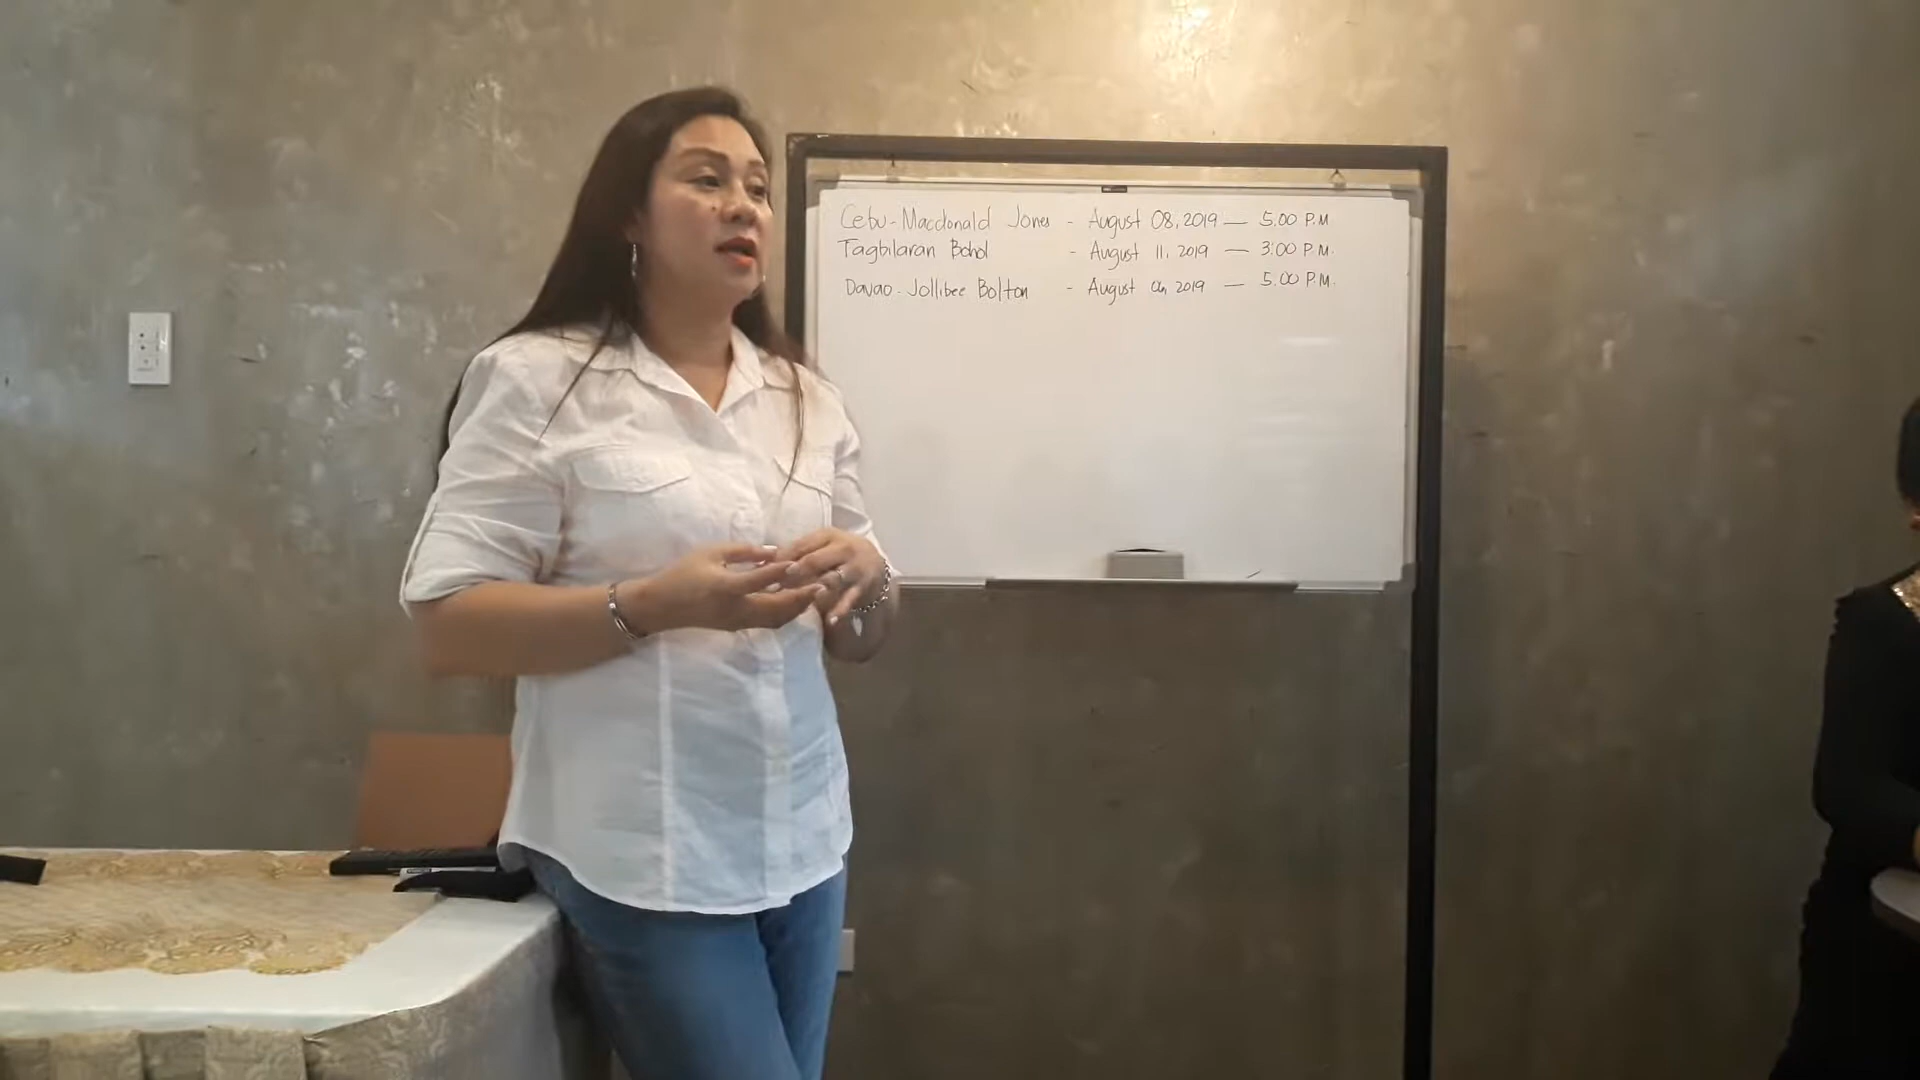 Cebu - Macdonald Jones - August 08, 2019 — 5:00 P.M
Tagbilaran Bohol - August 11, 2019 — 3:00 P.M.
Davao - Jollibee Bolton - August 2019 — 5:00 P.M.